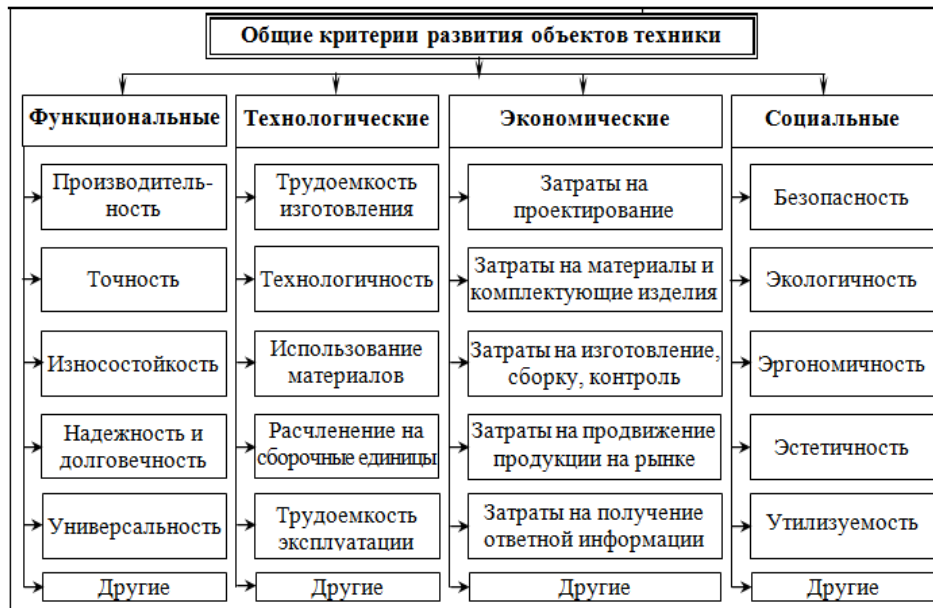 Общие критерии развития объектов техники
Функциональные
Производитель-
ность
Точность
Износостойкость
Надежность и
долговечность
Универсальность
Другие
Технологические
Трудоемкость
изготовления
Технологичность
Использование
материалов
Расчленение на
сборочные единицы
Трудоемкость
эксплуатации
Другие
Экономические
Затраты на
проектирование
Затраты на материалы и
комплектующие изделия
Затраты на изготовление,
сборку, контроль
Затраты на продвижение
продукции на рынке
Затраты на получение
ответной информации
Другие
Социальные
Безопасность
Экологичность
Эргономичность
Эстетичность
Утилизуемость
Другие